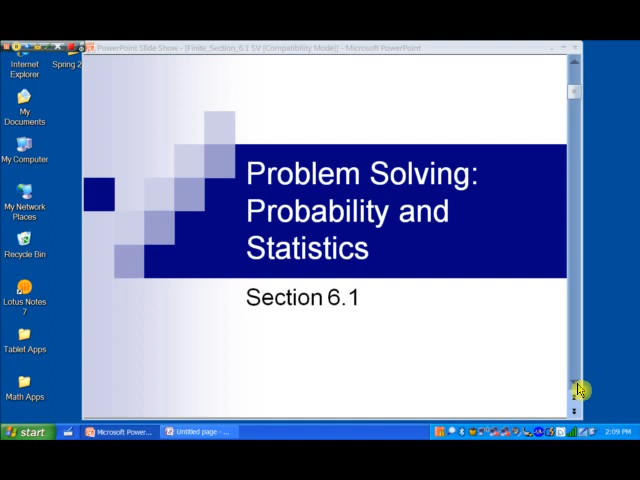 PowerPoint Slide Show - [Finite_Section_6.1 SV [Compatibility Mode]] - Microsoft PowerPoint
Internet
Explorer
Spring 2
My
Documents
My Computer
My Network
Places
Recycle Bin
Lotus Notes
7
Tablet Apps
Math Apps
Problem Solving:
Probability and
Statistics
Section 6.1
start
Microsoft Power...
Untitled page - ...
2:09 PM